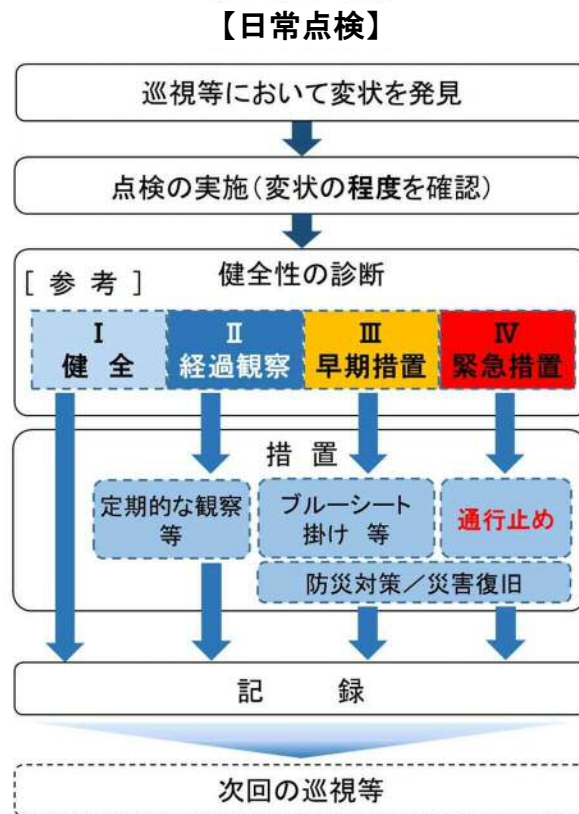 【日常点検】
巡視等において変状を発見
点検の実施(変状の程度を確認)
[ 参 考 ]
健全性の診断
Ⅰ
健 全
Ⅱ
経過観察
Ⅲ
早期措置
Ⅳ
緊急措置
措 置
定期的な観察
等
ブルーシート
掛け 等
通行止め
防災対策/災害復旧
記 録
次回の巡視等